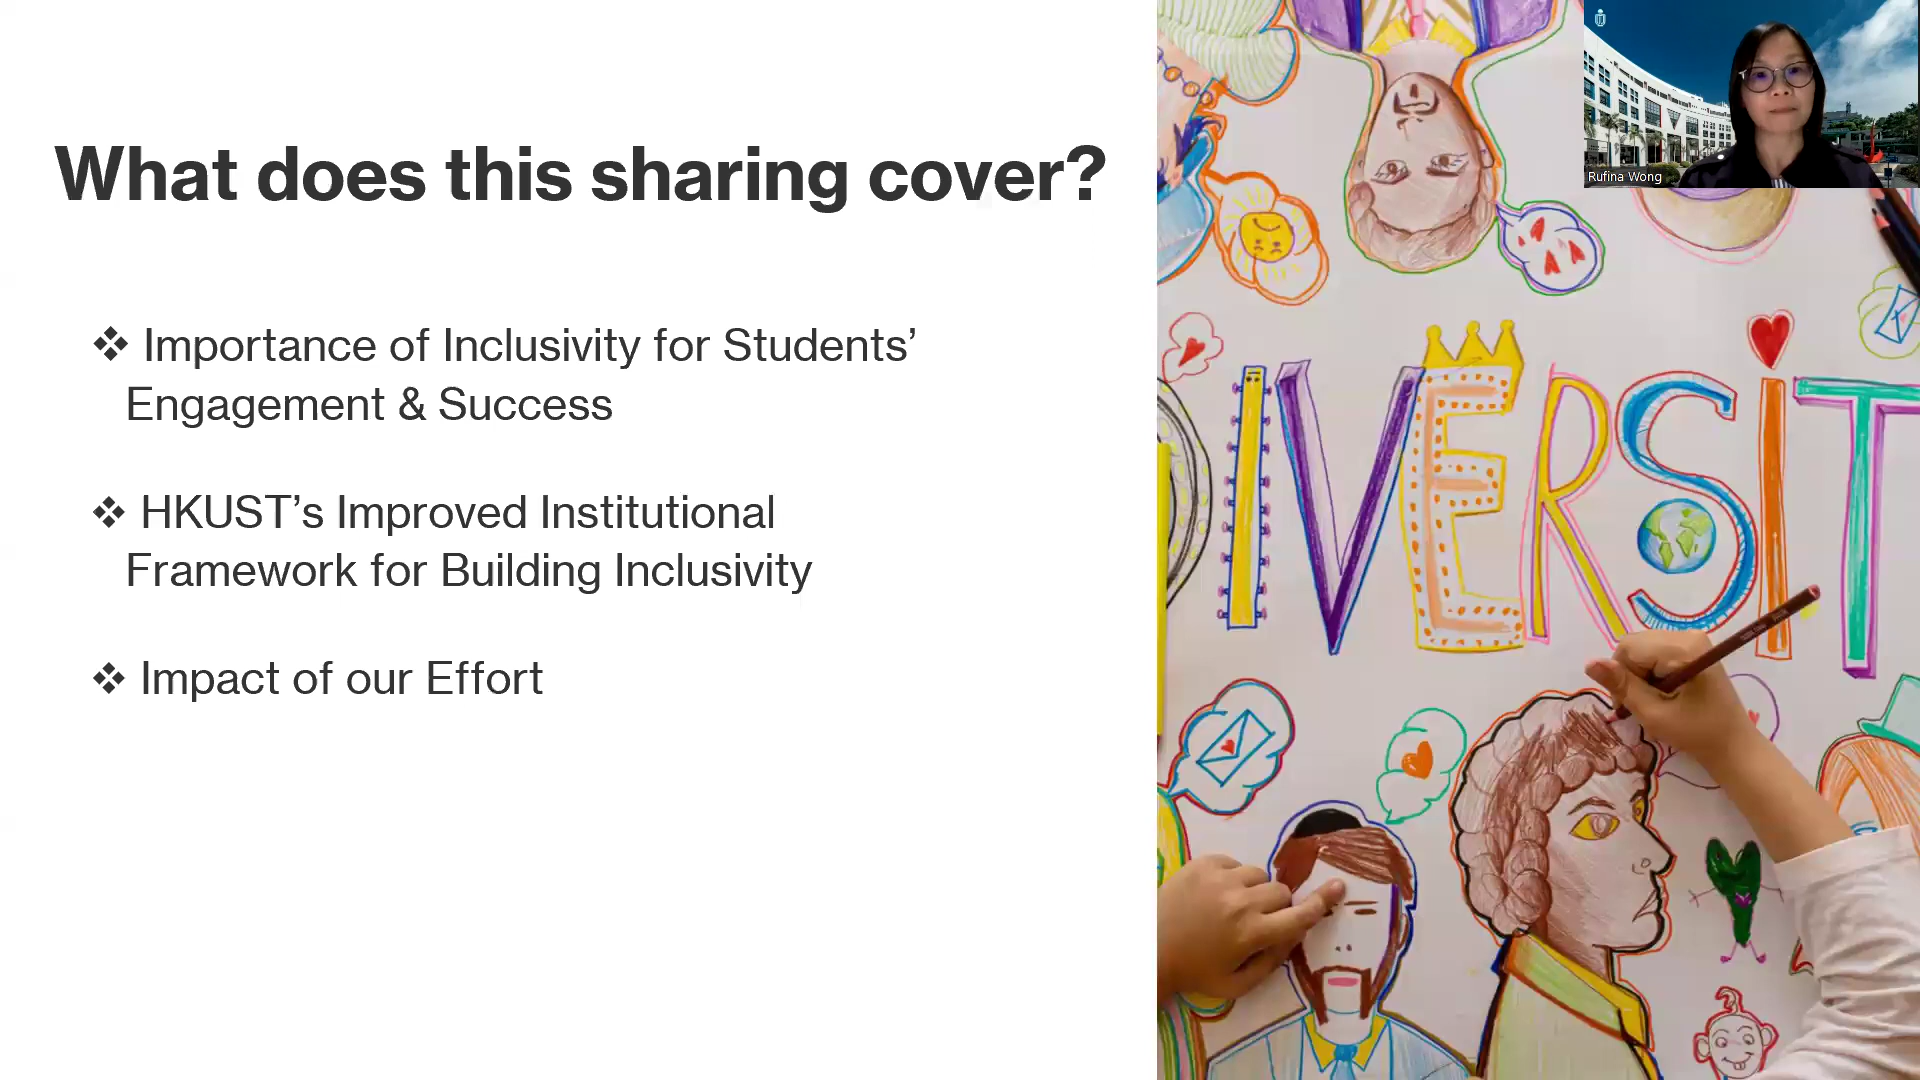 What does this sharing cover?
❖ Importance of Inclusivity for Students’
Engagement & Success
❖ HKUST’s Improved Institutional
Framework for Building Inclusivity
❖ Impact of our Effort
Rufina Wong
DIVERSIT